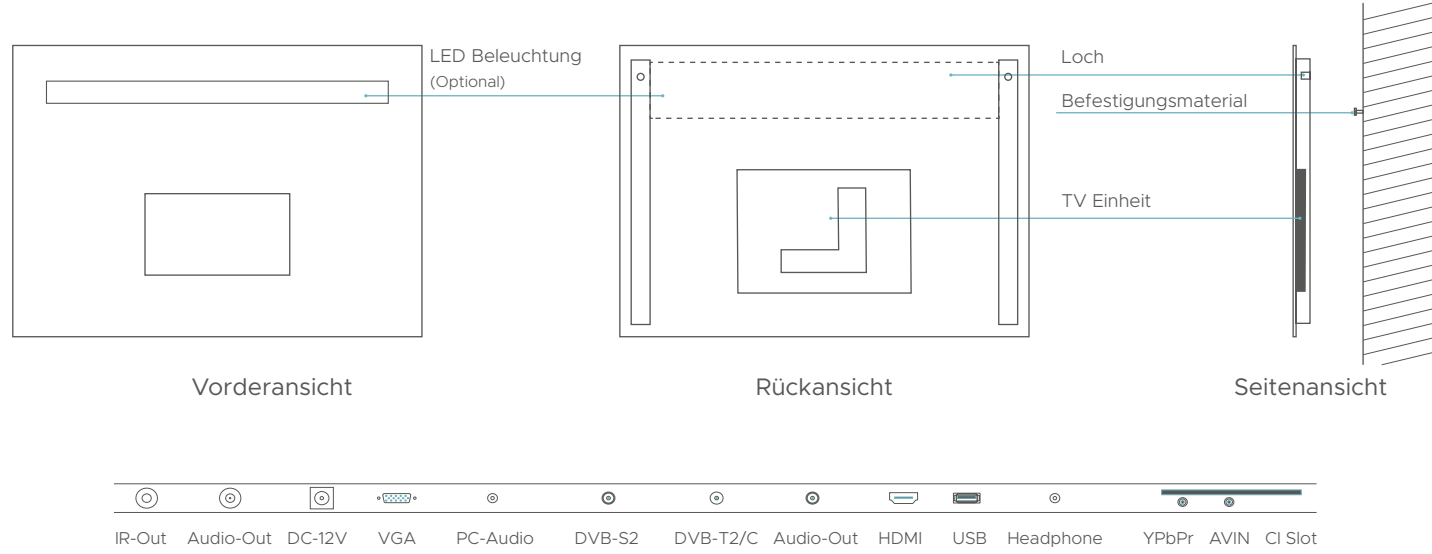 LED Beleuchtung
(Optional)
Loch
Befestigungsmaterial
TV Einheit
Vorderansicht
Rückansicht
Seitenansicht
IR-Out Audio-Out DC-12V VGA PC-Audio DVB-S2 DVB-T2/C Audio-Out HDMI USB Headphone YPbPr AVIN CI Slot